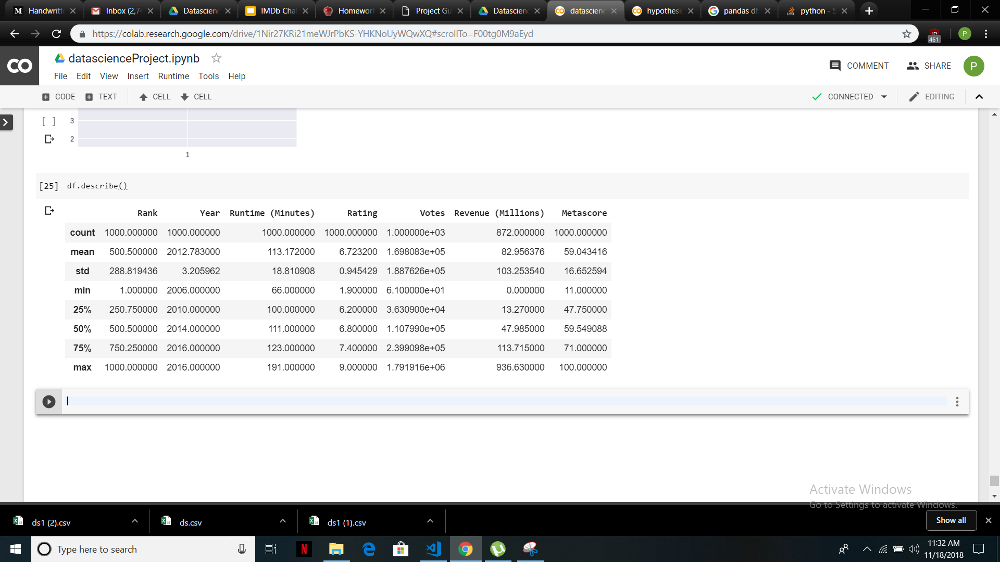 Handwritt
Inbox (2,7
Datascien
IMDb Cha
Homework
Project Gu
Datascien
datascienc
hypothesi
pandas df
python - S
https://colab.research.google.com/drive/1Nir27KRi21meWJrPbKS-YHKNoUyWQwXQ#scrollTo=F00tg0M9aEyd
461
P
CO
datascienceProject.ipynb
COMMENT
SHARE
P
File Edit View Insert Runtime Tools Help
CODE TEXT CELL CELL
CONNECTED
EDITING
[ ] 3
2
1
[25] df.describe()
Rank Year Runtime (Minutes) Rating Votes Revenue (Millions) Metascore
count 1000.000000 1000.000000 1000.000000 1000.000000 1.000000e+03 872.000000 1000.000000
mean 500.500000 2012.783000 113.172000 6.723200 1.698083e+05 82.956376 59.043416
std 288.819436 3.205962 18.810908 0.945429 1.887626e+05 103.253540 16.652594
min 1.000000 2006.000000 66.000000 1.900000 6.100000e+01 0.000000 11.000000
25% 250.750000 2010.000000 100.000000 6.200000 3.630900e+04 13.270000 47.750000
50% 500.500000 2014.000000 111.000000 6.800000 1.107990e+05 47.985000 59.549088
75% 750.250000 2016.000000 123.000000 7.400000 2.399098e+05 113.715000 71.000000
max 1000.000000 2016.000000 191.000000 9.000000 1.791916e+06 936.630000 100.000000
Activate Windows
Go to Settings to activate Windows.
ds1 (2).csv
ds.csv
ds1 (1).csv
Show all
Type here to search
11:32 AM
11/18/2018